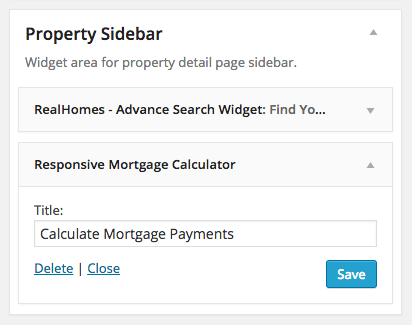 Property Sidebar
Widget area for property detail page sidebar.
RealHomes - Advance Search Widget: Find Yo...
Responsive Mortgage Calculator
Title:
Calculate Mortgage Payments
Delete | Close
Save